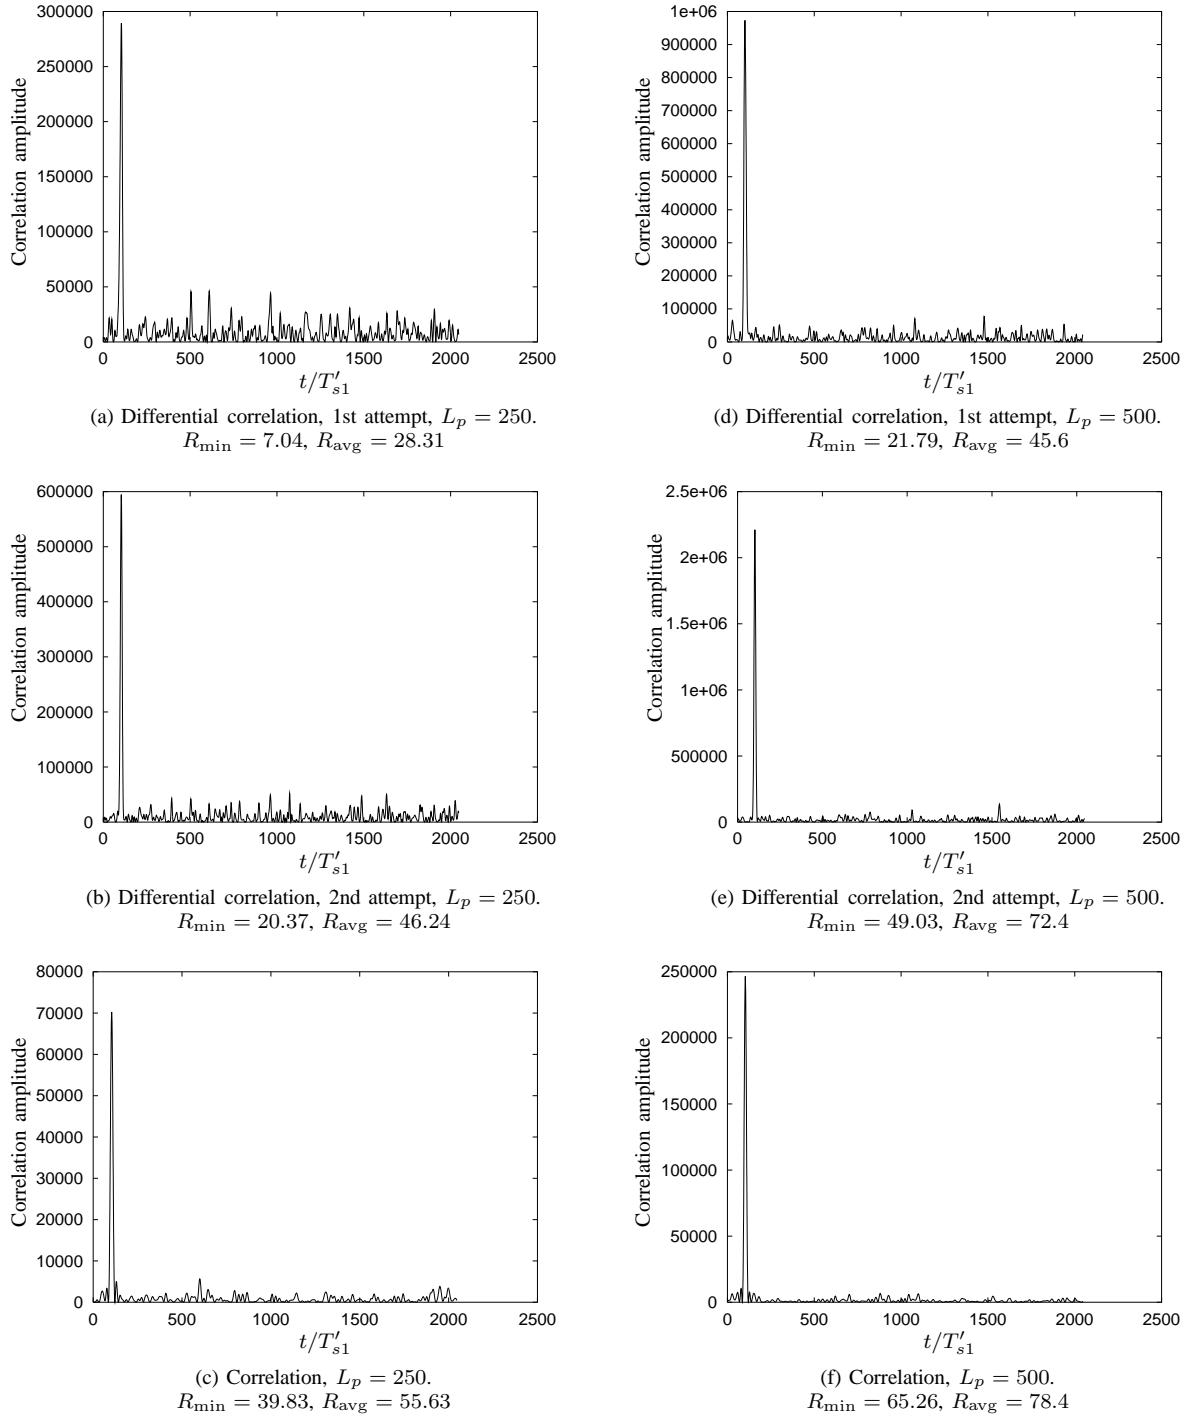 300000
250000
200000
150000
100000
50000
0
Correlation amplitude
0 500 1000 1500 2000 2500
t/T′s1
(a) Differential correlation, 1st attempt, Lp = 250.
Rmin = 7.04, Ravg = 28.31
1e+06
900000
800000
700000
600000
500000
400000
300000
200000
100000
0
Correlation amplitude
0 500 1000 1500 2000 2500
t/T′s1
(d) Differential correlation, 1st attempt, Lp = 500.
Rmin = 21.79, Ravg = 45.6
600000
500000
400000
300000
200000
100000
0
Correlation amplitude
0 500 1000 1500 2000 2500
t/T′s1
(b) Differential correlation, 2nd attempt, Lp = 250.
Rmin = 20.37, Ravg = 46.24
2.5e+06
2e+06
1.5e+06
1e+06
500000
0
Correlation amplitude
0 500 1000 1500 2000 2500
t/T′s1
(e) Differential correlation, 2nd attempt, Lp = 500.
Rmin = 49.03, Ravg = 72.4
80000
70000
60000
50000
40000
30000
20000
10000
0
Correlation amplitude
0 500 1000 1500 2000 2500
t/T′s1
(c) Correlation, Lp = 250.
Rmin = 39.83, Ravg = 55.63
250000
200000
150000
100000
50000
0
Correlation amplitude
0 500 1000 1500 2000 2500
t/T′s1
(f) Correlation, Lp = 500.
Rmin = 65.26, Ravg = 78.4